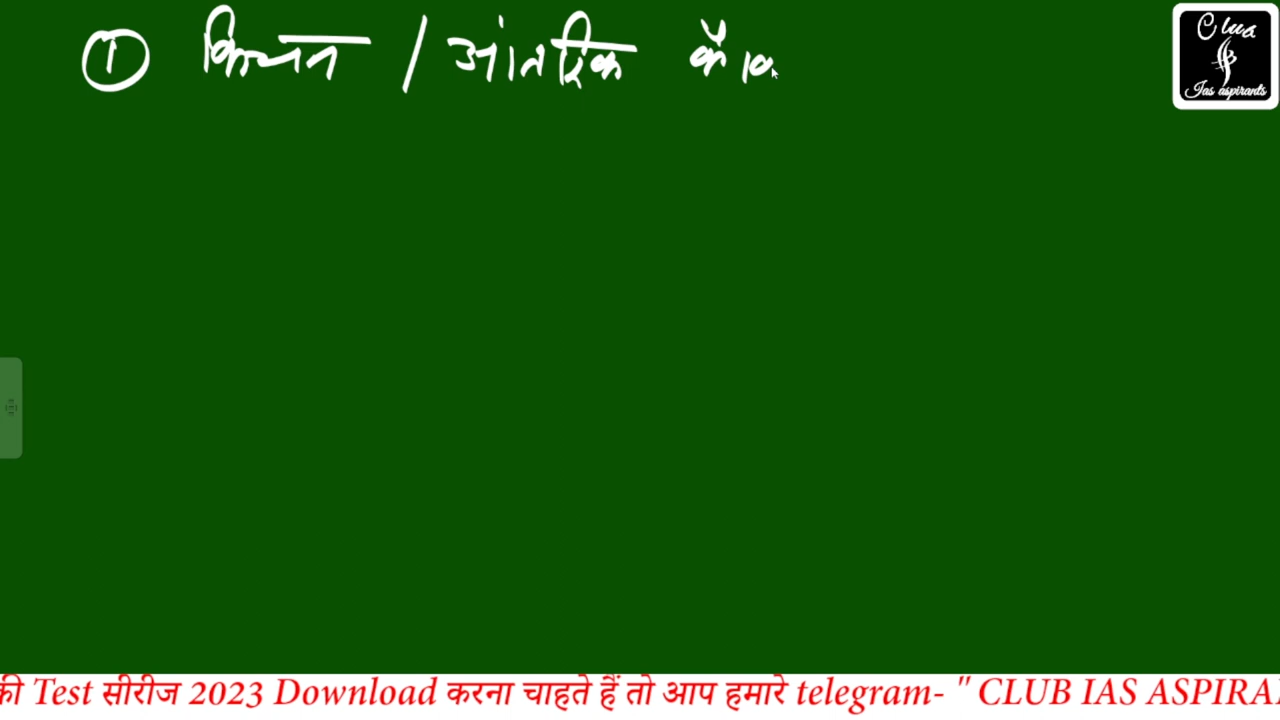 ① किचन / आंतरिक कै
Club
Ias aspirants
की Test सीरीज 2023 Download करना चाहते हैं तो आप हमारे telegram- " CLUB IAS ASPIRA